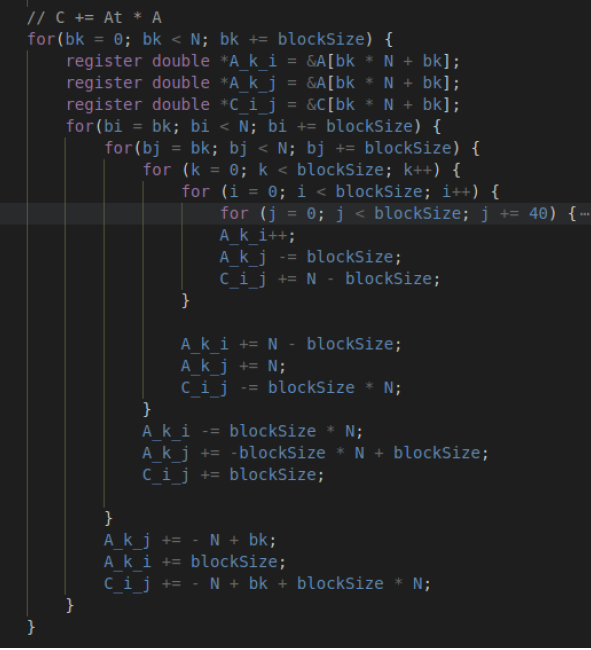 // C += At * A
for(bk = 0; bk < N; bk += blockSize) {
    register double *A_k_i = &A[bk * N + bk];
    register double *A_k_j = &A[bk * N + bk];
    register double *C_i_j = &C[bk * N + bk];
    for(bi = bk; bi < N; bi += blockSize) {
        for(bj = bk; bj < N; bj += blockSize) {
            for (k = 0; k < blockSize; k++) {
                for (i = 0; i < blockSize; i++) {
                    for (j = 0; j < blockSize; j += 40) {⋯
                    A_k_i++;
                    A_k_j -= blockSize;
                    C_i_j += N - blockSize;
                }
                A_k_i += N - blockSize;
                A_k_j += N;
                C_i_j -= blockSize * N;
            }
            A_k_i -= blockSize * N;
            A_k_j += -blockSize * N + blockSize;
            C_i_j += blockSize;
        }
        A_k_j += - N + bk;
        A_k_i += blockSize;
        C_i_j += - N + bk + blockSize * N;
    }
}